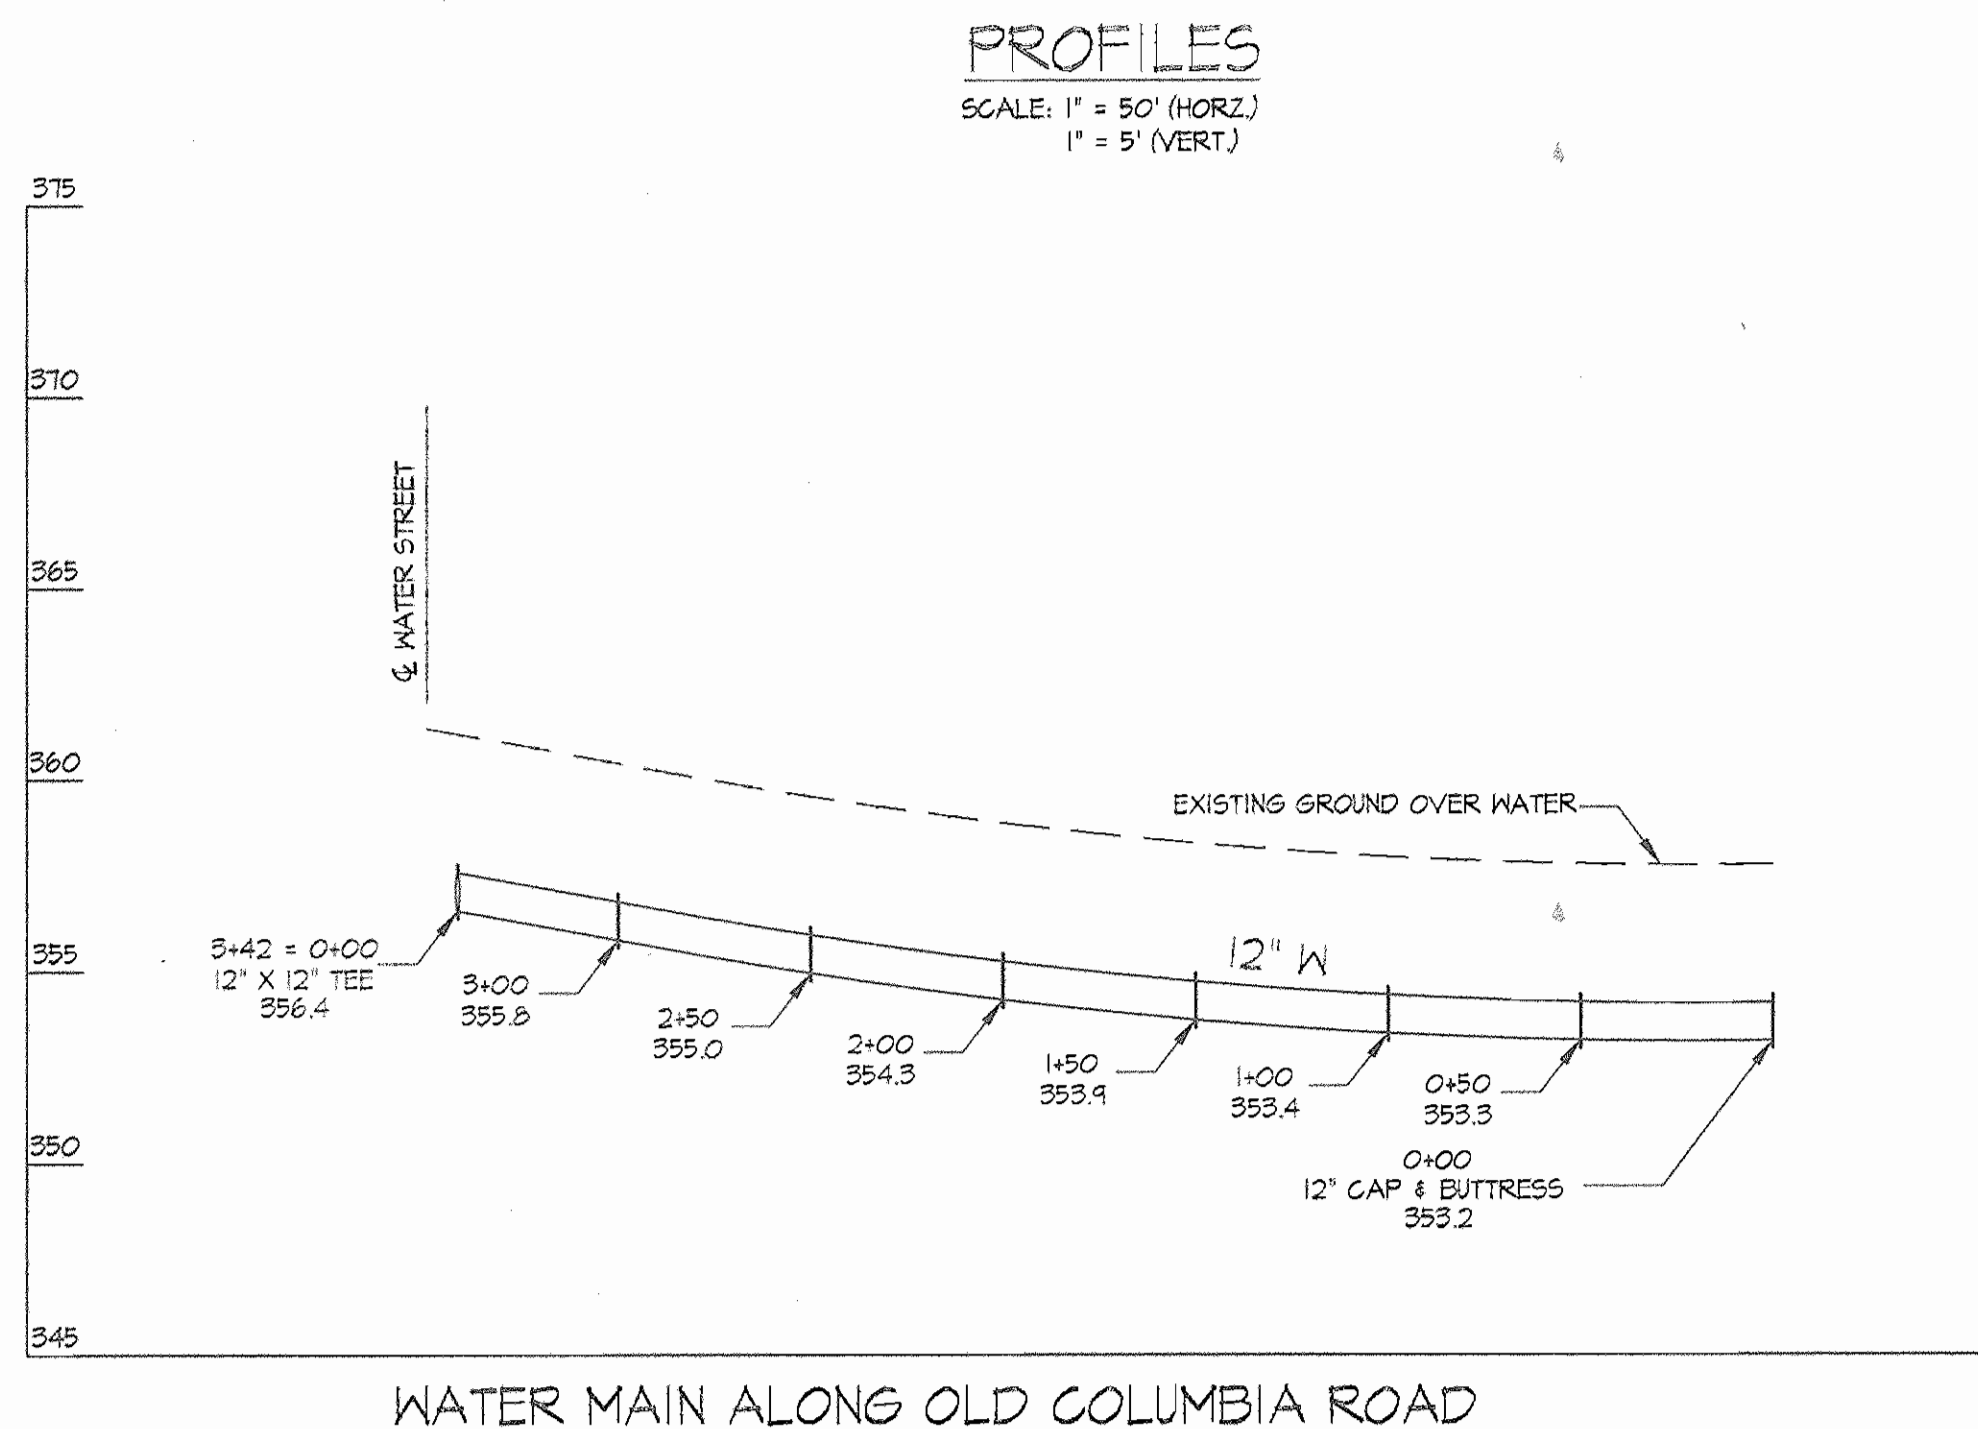 PROFILES
SCALE: 1" = 50' (HORZ.)
1" = 5' (VERT.)
375
370
365
360
355
350
345
℄ WATER STREET
EXISTING GROUND OVER WATER
12" W
3+42 = 0+00
12" X 12" TEE
356.4
3+00
355.8
2+50
355.0
2+00
354.3
1+50
353.9
1+00
353.4
0+50
353.3
0+00
12" CAP & BUTTRESS
353.2
WATER MAIN ALONG OLD COLUMBIA ROAD